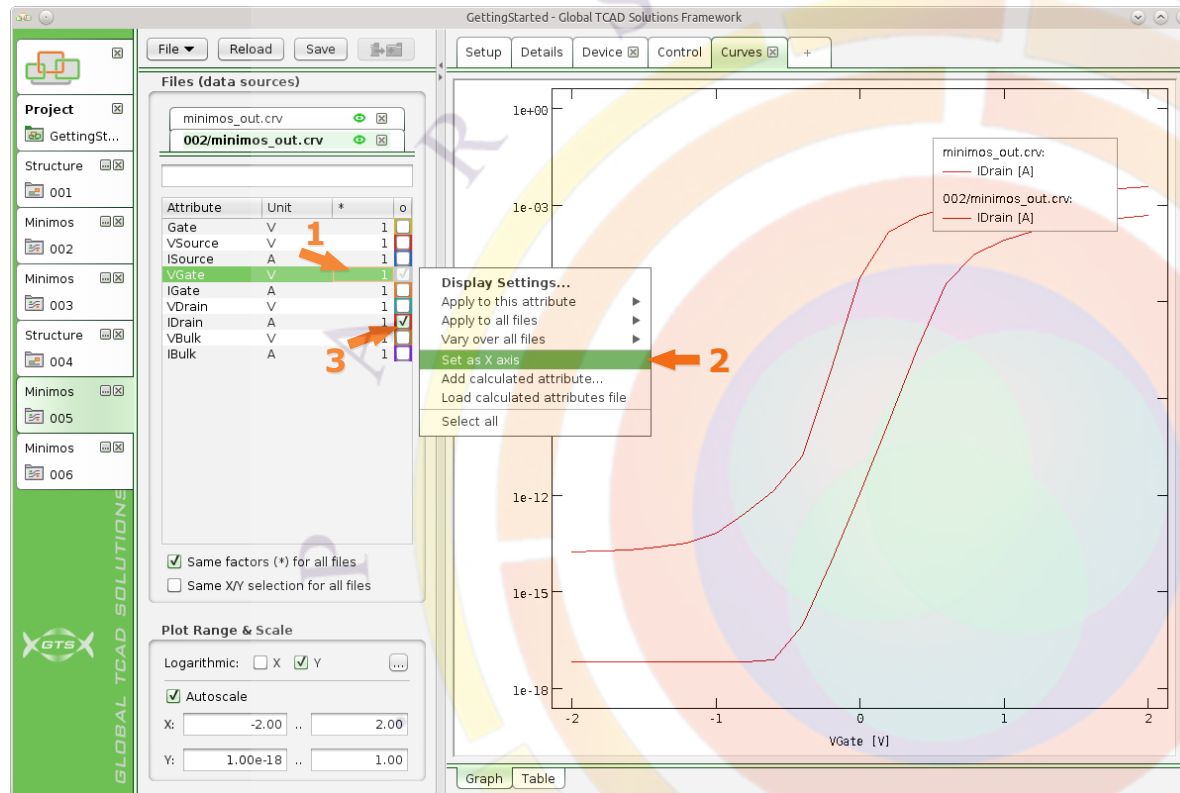 GettingStarted - Global TCAD Solutions Framework
Project
GettingSt...
Structure
001
Minimos
002
Minimos
003
Structure
004
Minimos
005
Minimos
006
GTS
GLOBAL TCAD SOLUTIONS
File Reload Save
Files (data sources)
minimos_out.crv
002/minimos_out.crv
Attribute Unit * o
Gate V 1
VSource V 1
ISource A 1
VGate V 1
IGate A 1
VDrain V 1
IDrain A 1
VBulk V 1
IBulk A 1
1
3
Same factors (*) for all files
Same X/Y selection for all files
Plot Range & Scale
Logarithmic: X Y ...
Autoscale
X: -2.00 .. 2.00
Y: 1.00e-18 .. 1.00
Display Settings...
Apply to this attribute
Apply to all files
Vary over all files
Set as X axis
Add calculated attribute...
Load calculated attributes file
Select all
2
Setup Details Device Control Curves +
1e+00
1e-03
1e-12
1e-15
1e-18
minimos_out.crv:
IDrain [A]
002/minimos_out.crv:
IDrain [A]
-2 -1 0 1 2
VGate [V]
Graph Table
P A R S